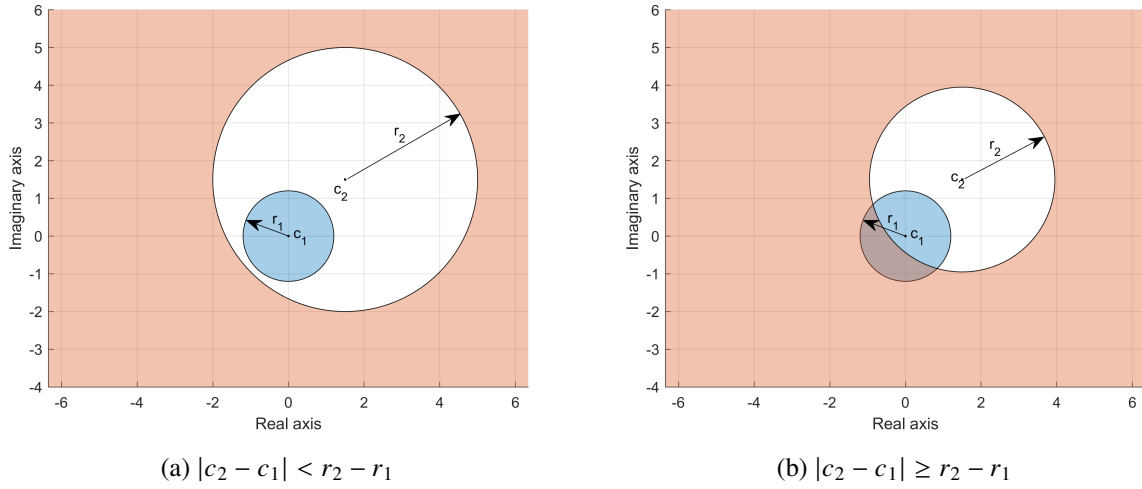 6
5
4
3
2
1
0
-1
-2
-3
-4
Imaginary axis
r₂
c₂
r₁
c₁
-6 -4 -2 0 2 4 6
Real axis
(a) |c₂ − c₁| < r₂ − r₁
6
5
4
3
2
1
0
-1
-2
-3
-4
Imaginary axis
r₂
c₂
r₁
c₁
-6 -4 -2 0 2 4 6
Real axis
(b) |c₂ − c₁| ≥ r₂ − r₁